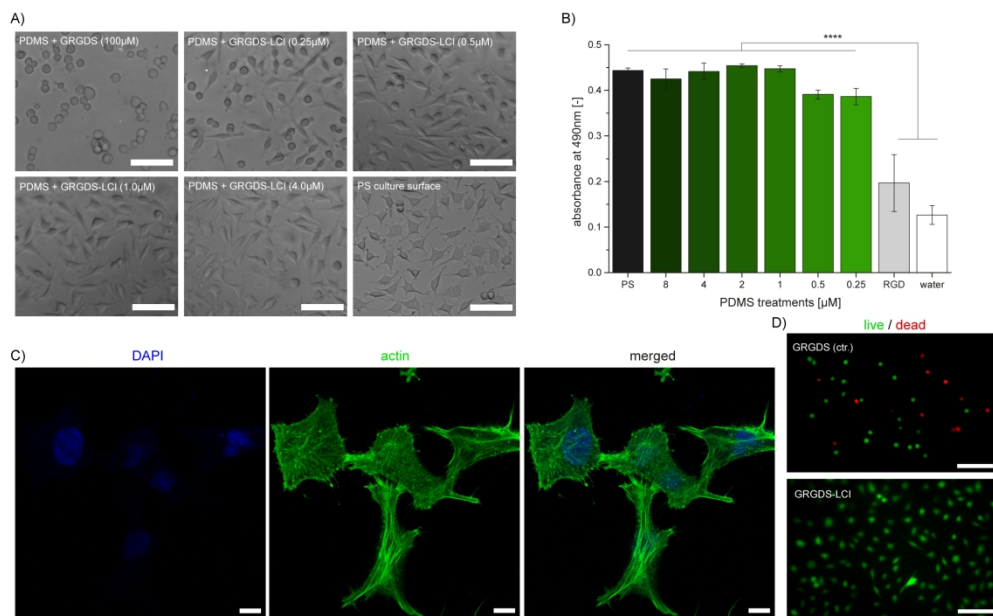 A)
PDMS + GRGDS (100µM)
PDMS + GRGDS-LCI (0.25µM)
PDMS + GRGDS-LCI (0.5µM)
PDMS + GRGDS-LCI (1.0µM)
PDMS + GRGDS-LCI (4.0µM)
PS culture surface
B)
****
absorbance at 490nm [-]
0.5
0.4
0.3
0.2
0.1
0.0
PS 8 4 2 1 0.5 0.25 RGD water
PDMS treatments [µM]
C)
DAPI
actin
merged
D)
live / dead
GRGDS (ctr.)
GRGDS-LCI